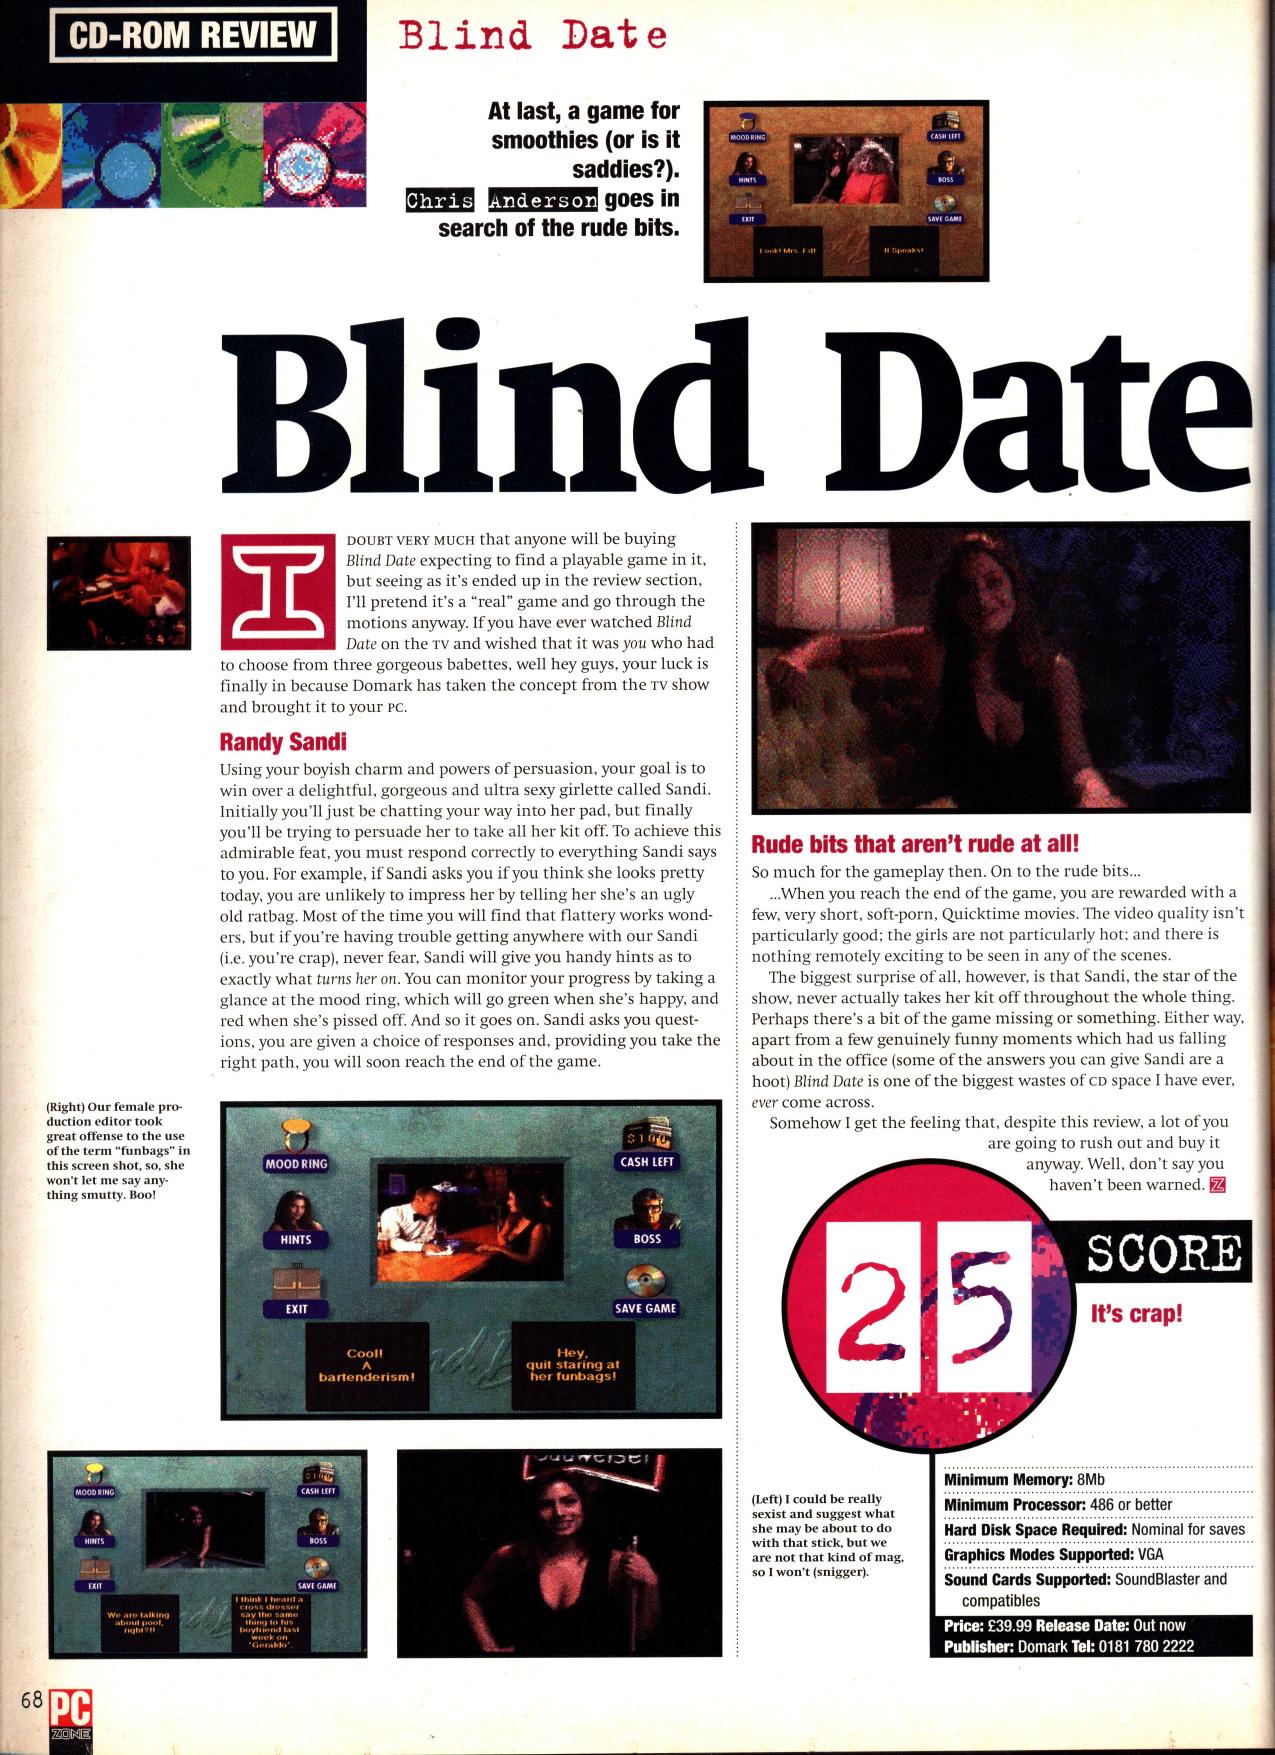 CD-ROM REVIEW
Blind Date
At last, a game for
smoothies (or is it
saddies?).
Chris Anderson goes in
search of the rude bits.
MOOD RING
CASH LEFT
HINTS
BOSS
EXIT
SAVE GAME
Look! Mrs. Ed!
It Speaks!
Blind Date
I DOUBT VERY MUCH that anyone will be buying
Blind Date expecting to find a playable game in it,
but seeing as it's ended up in the review section,
I'll pretend it's a "real" game and go through the
motions anyway. If you have ever watched Blind
Date on the TV and wished that it was you who had
to choose from three gorgeous babettes, well hey guys, your luck is
finally in because Domark has taken the concept from the TV show
and brought it to your PC.
Randy Sandi
Using your boyish charm and powers of persuasion, your goal is to
win over a delightful, gorgeous and ultra sexy girlette called Sandi.
Initially you'll just be chatting your way into her pad, but finally
you'll be trying to persuade her to take all her kit off. To achieve this
admirable feat, you must respond correctly to everything Sandi says
to you. For example, if Sandi asks you if you think she looks pretty
today, you are unlikely to impress her by telling her she's an ugly
old ratbag. Most of the time you will find that flattery works wond-
ers, but if you're having trouble getting anywhere with our Sandi
(i.e. you're crap), never fear, Sandi will give you handy hints as to
exactly what turns her on. You can monitor your progress by taking a
glance at the mood ring, which will go green when she's happy, and
red when she's pissed off. And so it goes on. Sandi asks you quest-
ions, you are given a choice of responses and, providing you take the
right path, you will soon reach the end of the game.
(Right) Our female pro-
duction editor took
great offense to the use
of the term "funbags" in
this screen shot, so, she
won't let me say any-
thing smutty. Boo!
MOOD RING
CASH LEFT
$100
HINTS
BOSS
EXIT
SAVE GAME
Cool!
A
bartenderism!
Hey,
quit staring at
her funbags!
MOOD RING
CASH LEFT
$100
HINTS
BOSS
EXIT
SAVE GAME
We are talking
about pool,
right?!!
I think I heard a
cross dresser
say the same
thing to his
boyfriend last
week on
"Geraldo".
Budweiser
Rude bits that aren't rude at all!
So much for the gameplay then. On to the rude bits...
...When you reach the end of the game, you are rewarded with a
few, very short, soft-porn, Quicktime movies. The video quality isn't
particularly good; the girls are not particularly hot; and there is
nothing remotely exciting to be seen in any of the scenes.
The biggest surprise of all, however, is that Sandi, the star of the
show, never actually takes her kit off throughout the whole thing.
Perhaps there's a bit of the game missing or something. Either way,
apart from a few genuinely funny moments which had us falling
about in the office (some of the answers you can give Sandi are a
hoot) Blind Date is one of the biggest wastes of CD space I have ever,
ever come across.
Somehow I get the feeling that, despite this review, a lot of you
are going to rush out and buy it
anyway. Well, don't say you
haven't been warned. Z
25
SCORE
It's crap!
(Left) I could be really
sexist and suggest what
she may be about to do
with that stick, but we
are not that kind of mag,
so I won't (snigger).
Minimum Memory: 8Mb
Minimum Processor: 486 or better
Hard Disk Space Required: Nominal for saves
Graphics Modes Supported: VGA
Sound Cards Supported: SoundBlaster and
compatibles
Price: £39.99 Release Date: Out now
Publisher: Domark Tel: 0181 780 2222
68
PC
ZONE